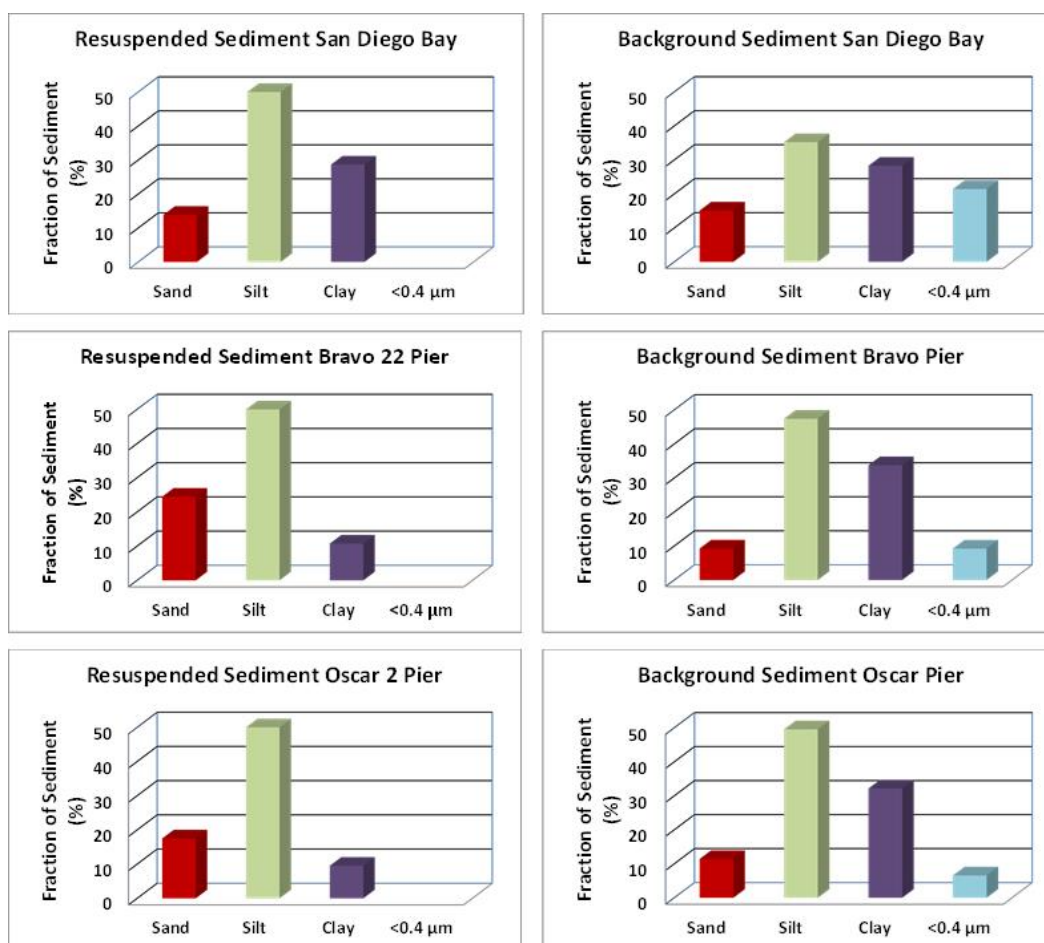 Resuspended Sediment San Diego Bay
Fraction of Sediment
(%)
50
40
30
20
10
0
Sand Silt Clay <0.4 µm
Background Sediment San Diego Bay
Fraction of Sediment
(%)
50
40
30
20
10
0
Sand Silt Clay <0.4 µm
Resuspended Sediment Bravo 22 Pier
Fraction of Sediment
(%)
50
40
30
20
10
0
Sand Silt Clay <0.4 µm
Background Sediment Bravo Pier
Fraction of Sediment
(%)
50
40
30
20
10
0
Sand Silt Clay <0.4 µm
Resuspended Sediment Oscar 2 Pier
Fraction of Sediment
(%)
50
40
30
20
10
0
Sand Silt Clay <0.4 µm
Background Sediment Oscar Pier
Fraction of Sediment
(%)
50
40
30
20
10
0
Sand Silt Clay <0.4 µm